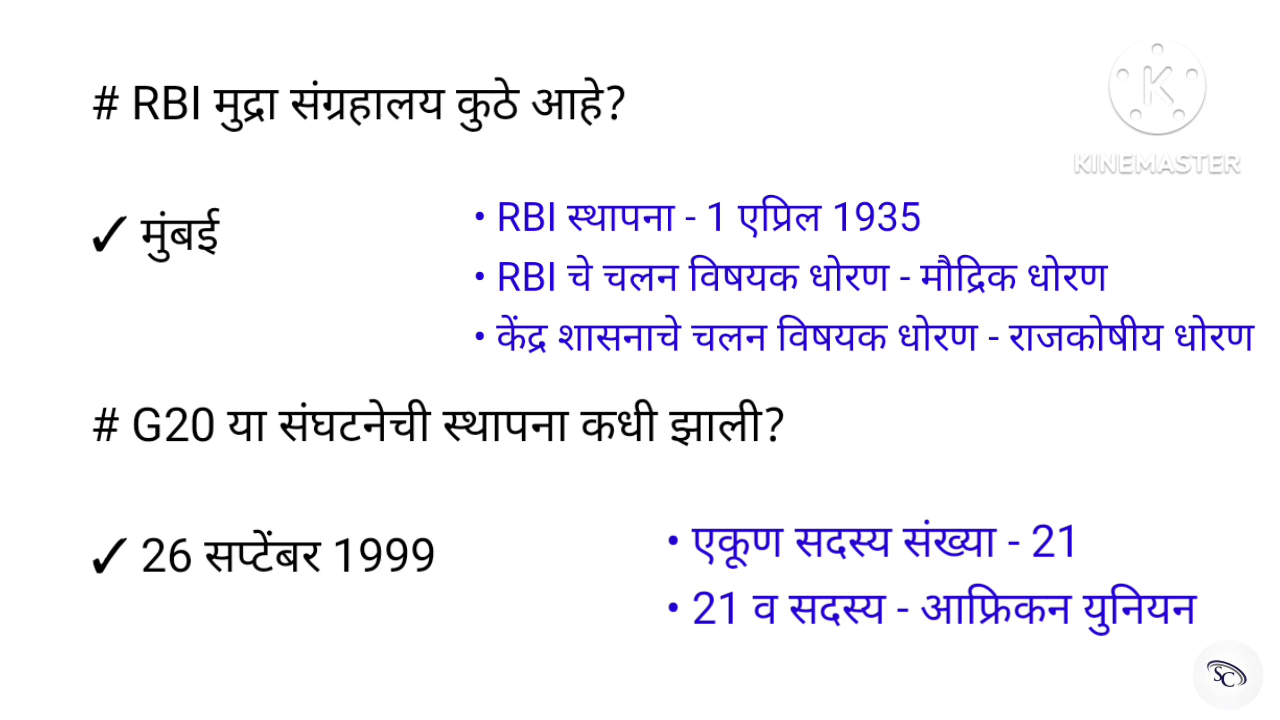 # RBI मुद्रा संग्रहालय कुठे आहे?
KINEMASTER
✓ मुंबई
• RBI स्थापना - 1 एप्रिल 1935
• RBI चे चलन विषयक धोरण - मौद्रिक धोरण
• केंद्र शासनाचे चलन विषयक धोरण - राजकोषीय धोरण
# G20 या संघटनेची स्थापना कधी झाली?
✓ 26 सप्टेंबर 1999
• एकूण सदस्य संख्या - 21
• 21 व सदस्य - आफ्रिकन युनियन
SC